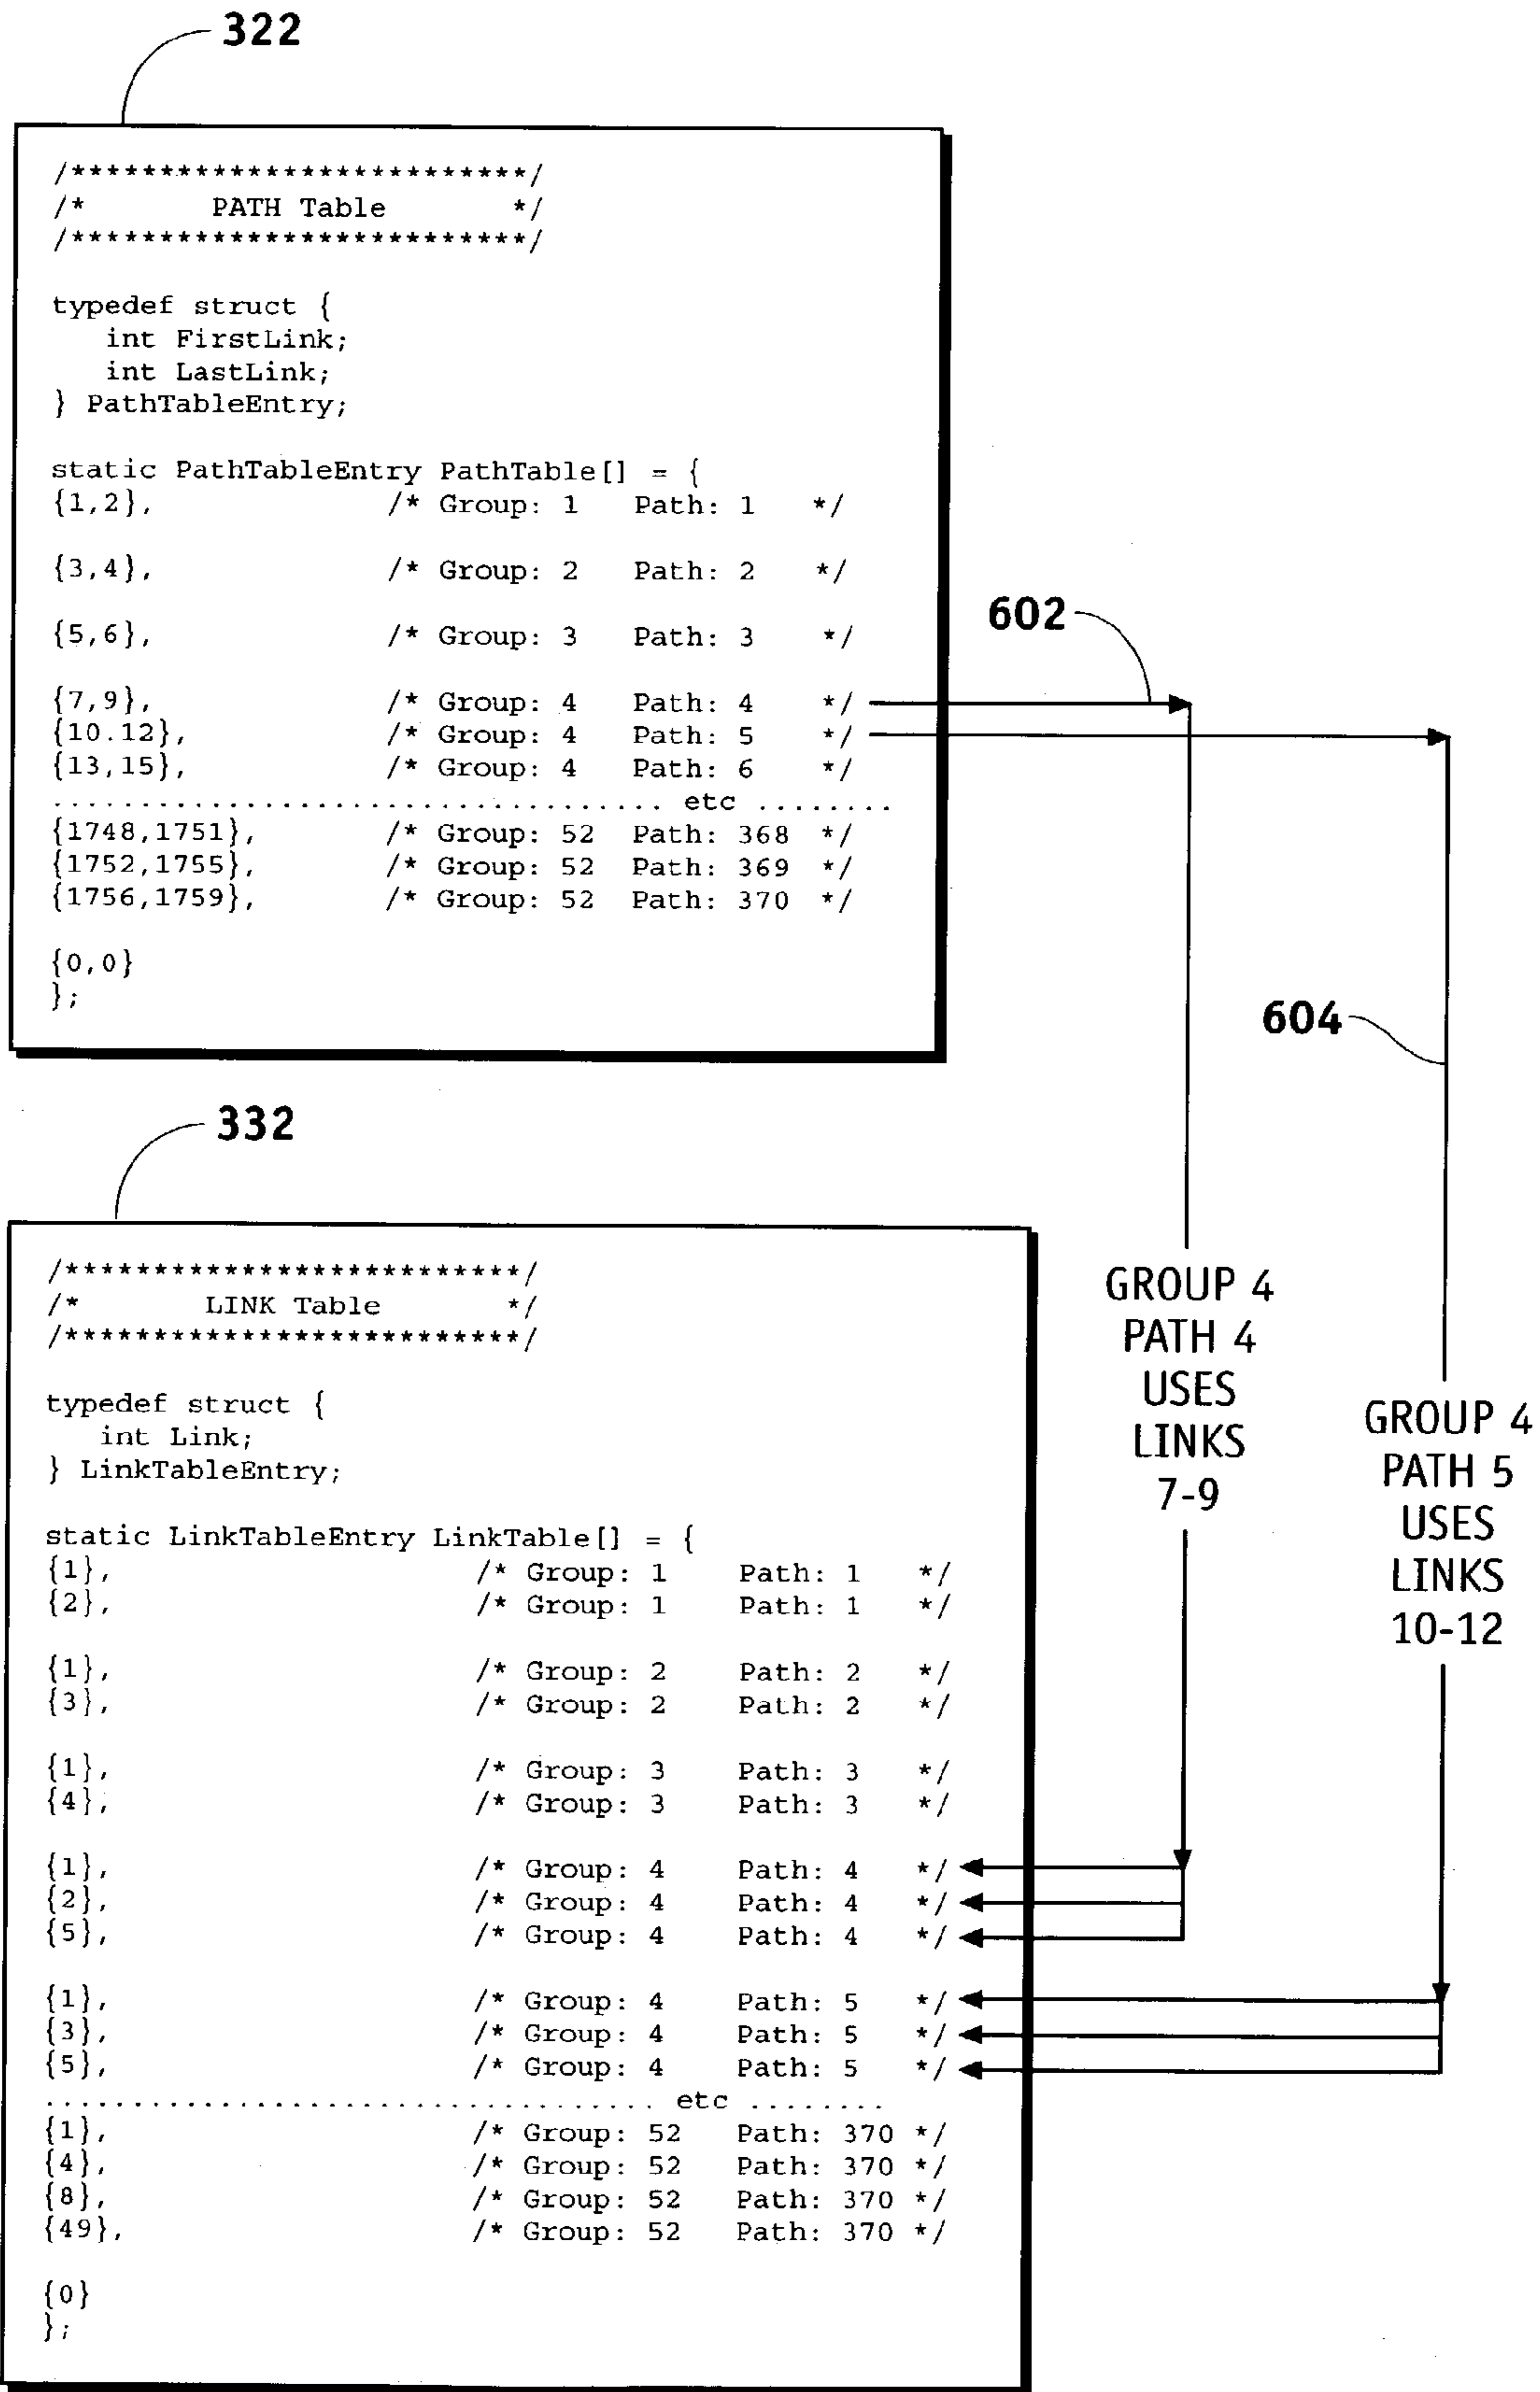 322
/**************************/
/* PATH Table */
/**************************/
typedef struct {
int FirstLink;
int LastLink;
} PathTableEntry;
static PathTableEntry PathTable[] = {
{1,2}, /* Group: 1 Path: 1 */
{3,4}, /* Group: 2 Path: 2 */
{5,6}, /* Group: 3 Path: 3 */
{7,9}, /* Group: 4 Path: 4 */
{10.12}, /* Group: 4 Path: 5 */
{13,15}, /* Group: 4 Path: 6 */
.................................... etc ........
{1748,1751}, /* Group: 52 Path: 368 */
{1752,1755}, /* Group: 52 Path: 369 */
{1756,1759}, /* Group: 52 Path: 370 */
{0,0}
};
602
604
332
/**************************/
/* LINK Table */
/**************************/
typedef struct {
int Link;
} LinkTableEntry;
static LinkTableEntry LinkTable[] = {
{1}, /* Group: 1 Path: 1 */
{2}, /* Group: 1 Path: 1 */
{1}, /* Group: 2 Path: 2 */
{3}, /* Group: 2 Path: 2 */
{1}, /* Group: 3 Path: 3 */
{4}, /* Group: 3 Path: 3 */
{1}, /* Group: 4 Path: 4 */
{2}, /* Group: 4 Path: 4 */
{5}, /* Group: 4 Path: 4 */
{1}, /* Group: 4 Path: 5 */
{3}, /* Group: 4 Path: 5 */
{5}, /* Group: 4 Path: 5 */
.................................... etc ........
{1}, /* Group: 52 Path: 370 */
{4}, /* Group: 52 Path: 370 */
{8}, /* Group: 52 Path: 370 */
{49}, /* Group: 52 Path: 370 */
{0}
};
GROUP 4
PATH 4
USES
LINKS
7-9
GROUP 4
PATH 5
USES
LINKS
10-12